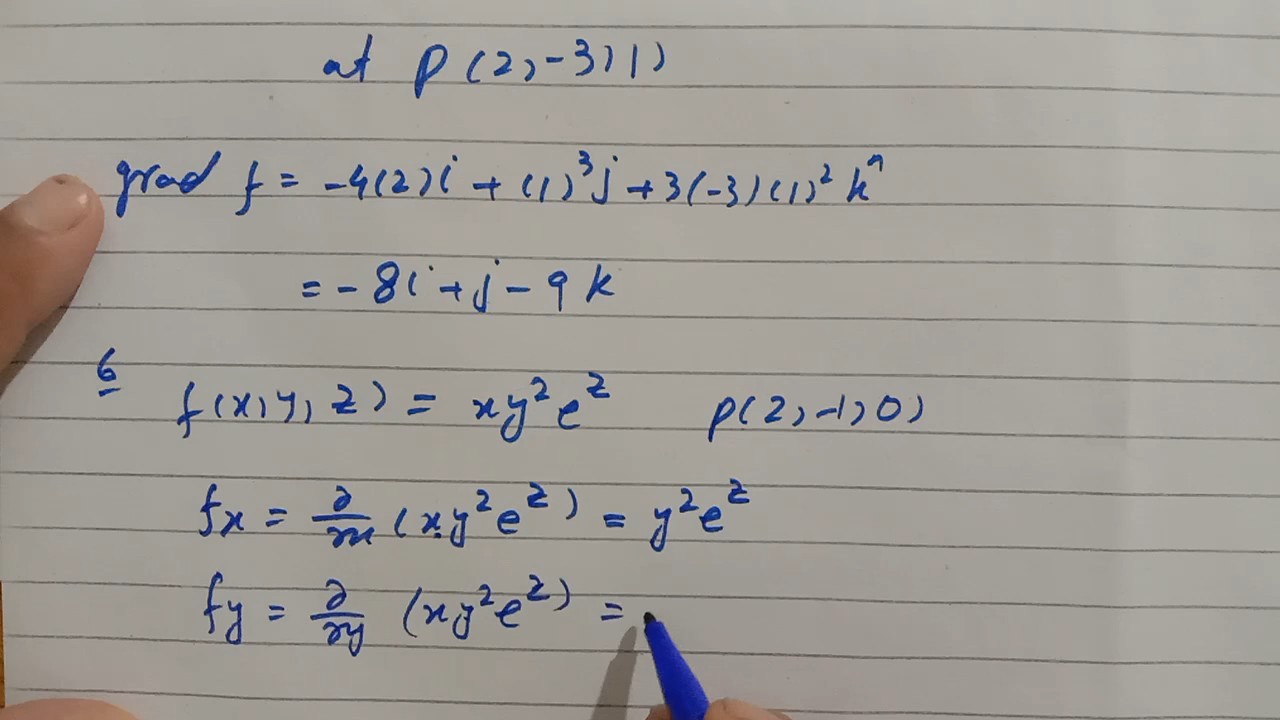 at P(2,-3,1)
grad f = -4(2)i + (1)³j + 3(-3)(1)² k^
= -8i + j - 9k
6
f(x,y,z) = xy²e^z P(2,-1,0)
fx = ∂/∂x (xy²e^z) = y²e^z
fy = ∂/∂y (xy²e^z) =